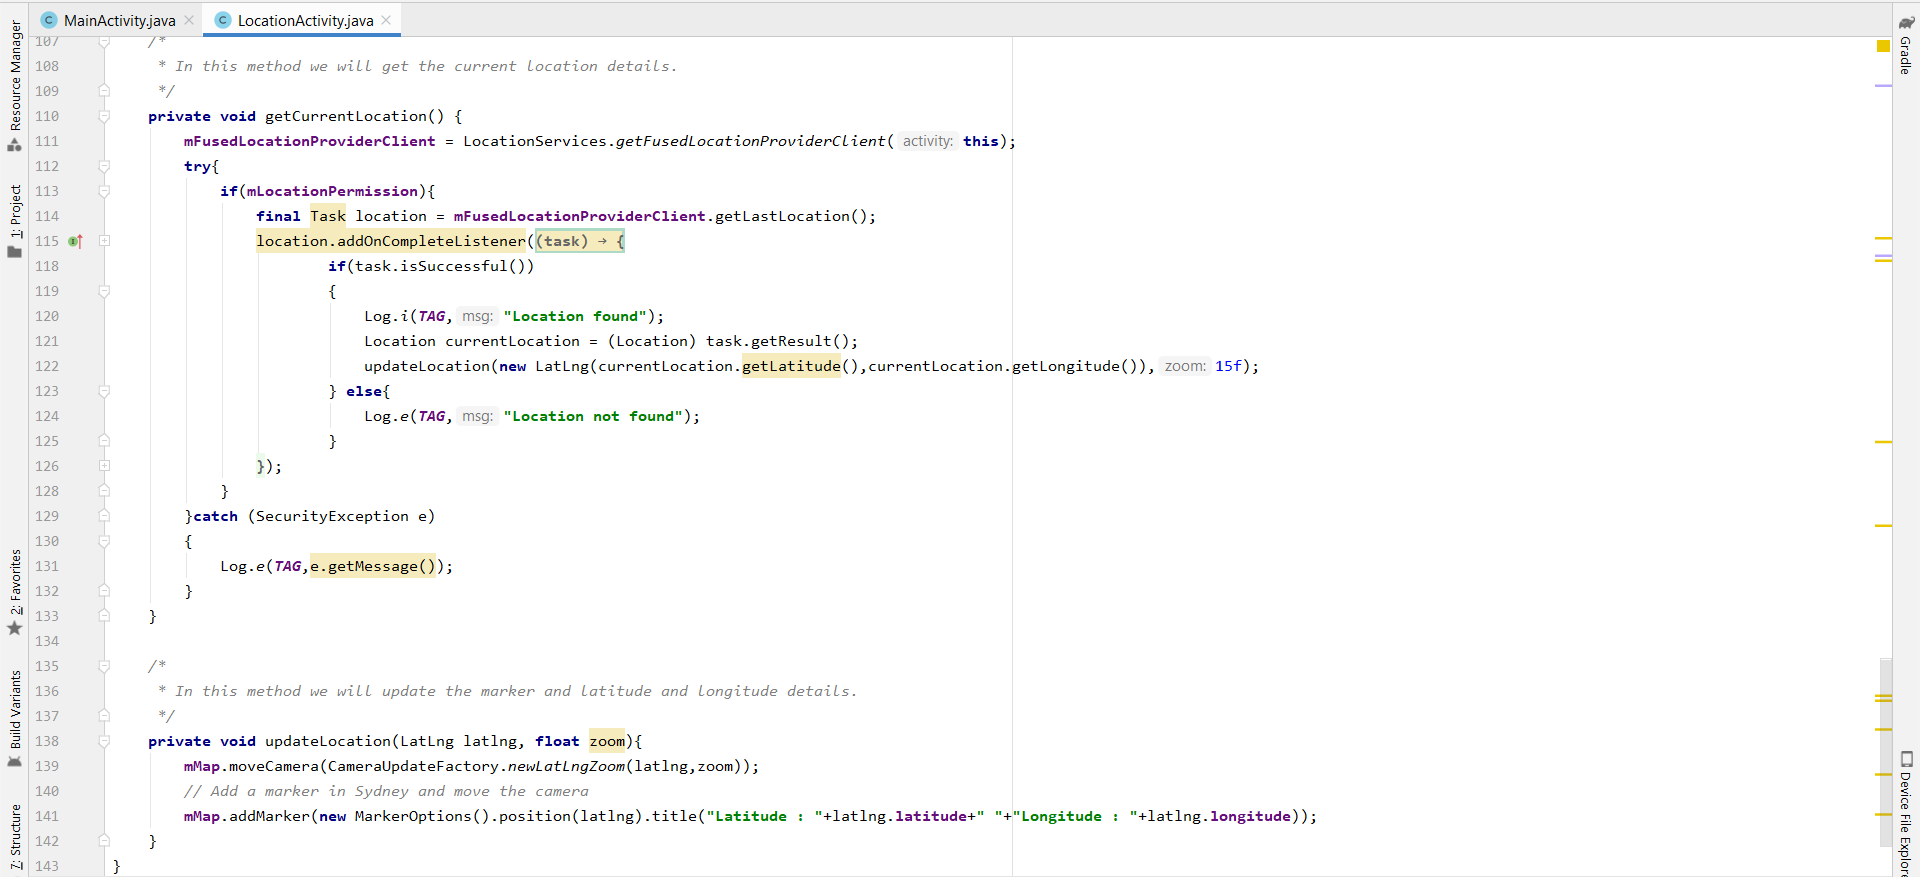 MainActivity.java
LocationActivity.java
Resource Manager
1: Project
2: Favorites
Build Variants
Z: Structure
Gradle
Device File Explor
107 /*
108 * In this method we will get the current location details.
109 */
110 private void getCurrentLocation() {
111 mFusedLocationProviderClient = LocationServices.getFusedLocationProviderClient( activity: this);
112 try{
113 if(mLocationPermission){
114 final Task location = mFusedLocationProviderClient.getLastLocation();
115 location.addOnCompleteListener((task) → {
118 if(task.isSuccessful())
119 {
120 Log.i(TAG, msg: "Location found");
121 Location currentLocation = (Location) task.getResult();
122 updateLocation(new LatLng(currentLocation.getLatitude(),currentLocation.getLongitude()), zoom: 15f);
123 } else{
124 Log.e(TAG, msg: "Location not found");
125 }
126 });
128 }
129 }catch (SecurityException e)
130 {
131 Log.e(TAG,e.getMessage());
132 }
133 }
134
135 /*
136 * In this method we will update the marker and latitude and longitude details.
137 */
138 private void updateLocation(LatLng latlng, float zoom){
139 mMap.moveCamera(CameraUpdateFactory.newLatLngZoom(latlng,zoom));
140 // Add a marker in Sydney and move the camera
141 mMap.addMarker(new MarkerOptions().position(latlng).title("Latitude : "+latlng.latitude+" "+"Longitude : "+latlng.longitude));
142 }
143 }